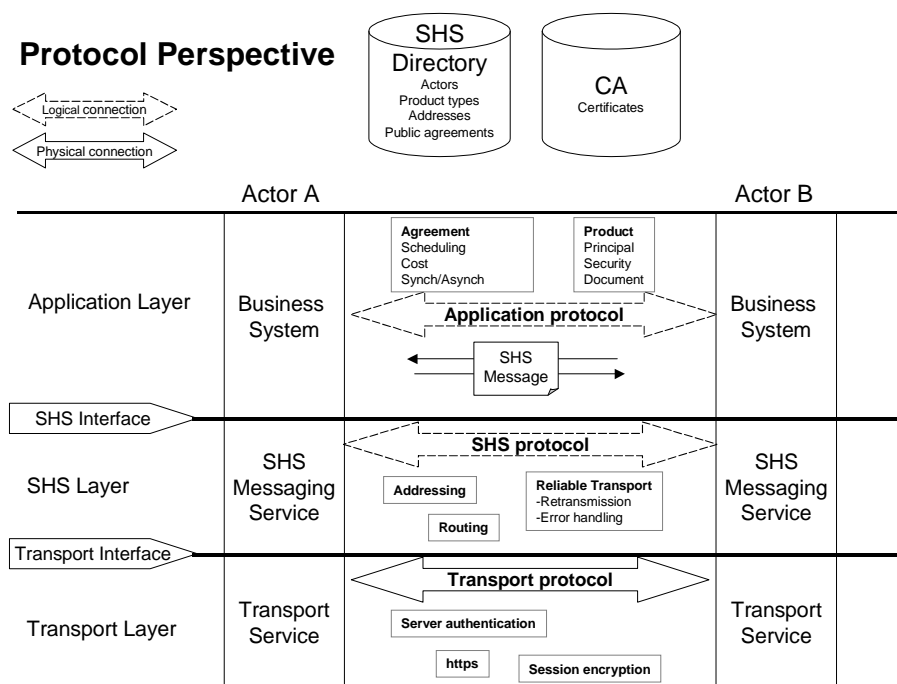 Protocol Perspective
Logical connection
Physical connection
SHS
Directory
Actors
Product types
Addresses
Public agreements
CA
Certificates
Actor A
Actor B
Application Layer
Business
System
Agreement
Scheduling
Cost
Synch/Asynch
Product
Principal
Security
Document
Application protocol
SHS
Message
Business
System
SHS Interface
SHS Layer
SHS
Messaging
Service
SHS protocol
Addressing
Routing
Reliable Transport
-Retransmission
-Error handling
SHS
Messaging
Service
Transport Interface
Transport Layer
Transport
Service
Transport protocol
Server authentication
https
Session encryption
Transport
Service